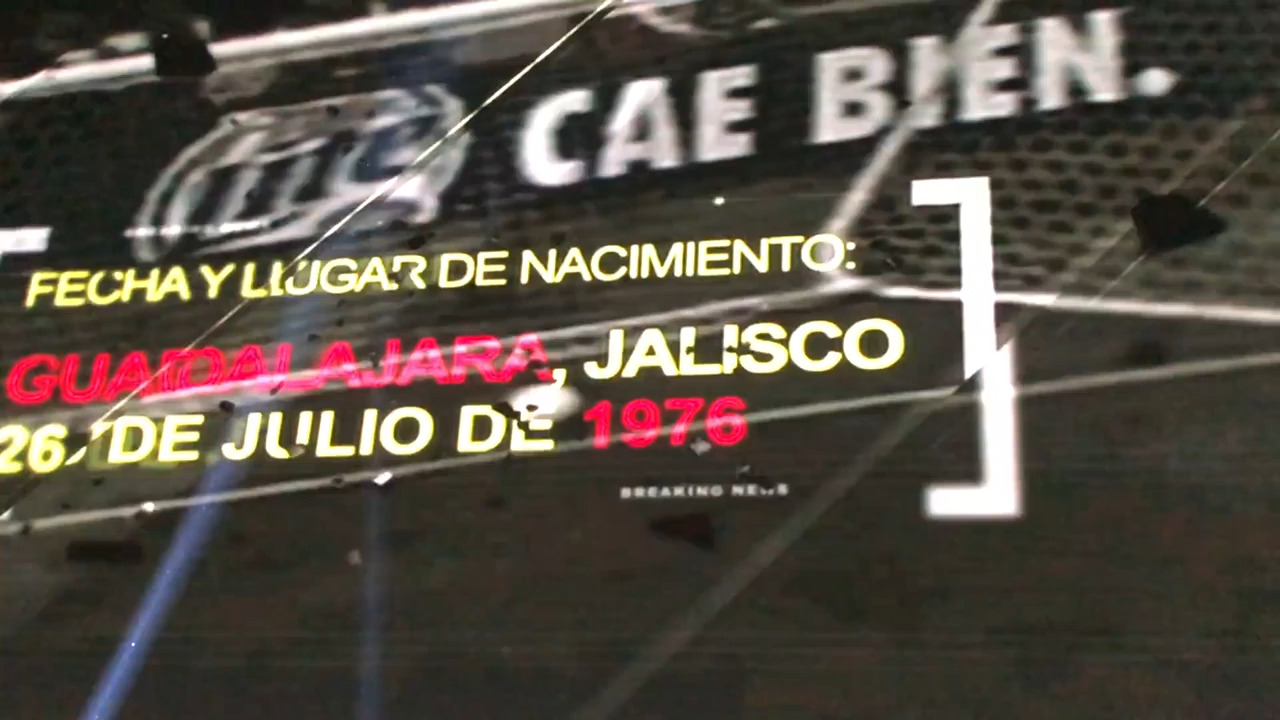 CAE BIEN.
FECHA Y LUGAR DE NACIMIENTO:
GUADALAJARA, JALISCO
26 DE JULIO DE 1976
BREAKING NEWS